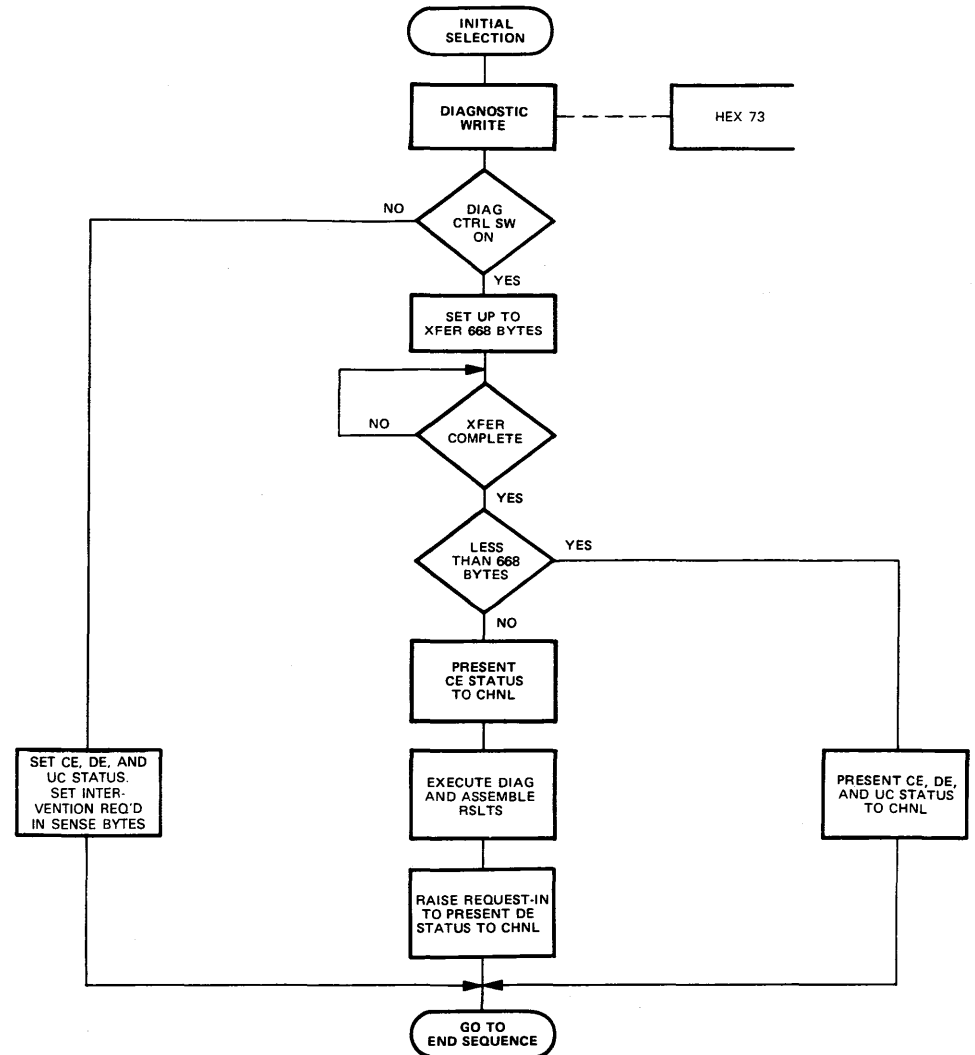 INITIAL
SELECTION
DIAGNOSTIC
WRITE
HEX 73
DIAG
CTRL SW
ON
NO
YES
SET UP TO
XFER 668 BYTES
XFER
COMPLETE
NO
YES
LESS
THAN 668
BYTES
YES
NO
PRESENT
CE STATUS
TO CHNL
SET CE, DE, AND
UC STATUS.
SET INTER-
VENTION REQ'D
IN SENSE BYTES
EXECUTE DIAG
AND ASSEMBLE
RSLTS
PRESENT CE, DE,
AND UC STATUS
TO CHNL
RAISE REQUEST-IN
TO PRESENT DE
STATUS TO CHNL
GO TO
END SEQUENCE